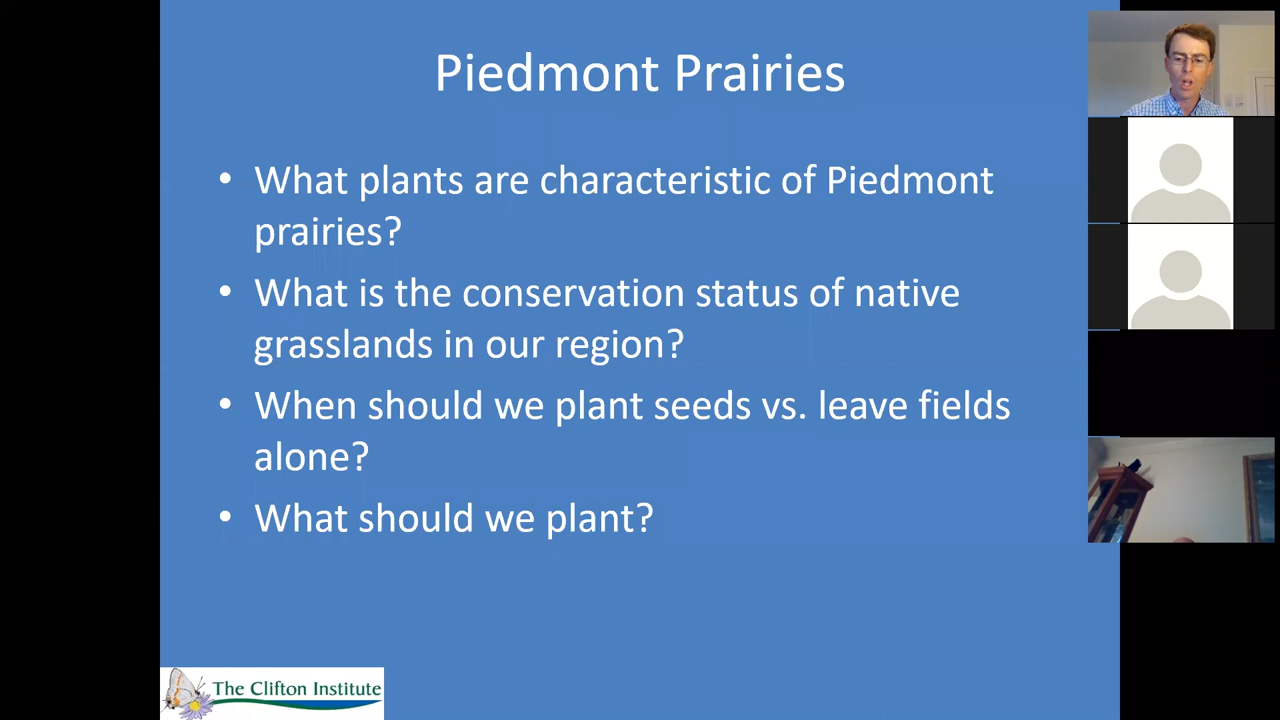 Piedmont Prairies
• What plants are characteristic of Piedmont
prairies?
• What is the conservation status of native
grasslands in our region?
• When should we plant seeds vs. leave fields
alone?
• What should we plant?
The Clifton Institute